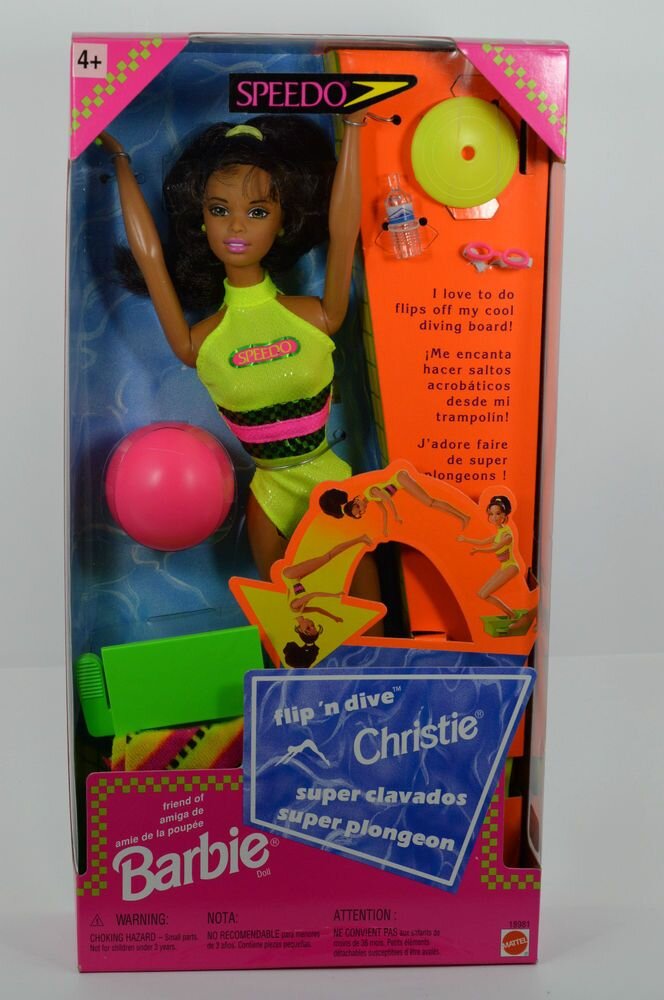 4+
SPEEDO
I love to do
flips off my cool
diving board!
¡Me encanta
hacer saltos
acrobáticos
desde mi
trampolín!
J'adore faire
de super
plongeons !
SPEEDO
flip 'n dive™
Christie®
super clavados
super plongeon
friend of
amiga de
amie de la poupée
Barbie®
Doll
WARNING:
CHOKING HAZARD – Small parts.
Not for children under 3 years.
NOTA:
NO RECOMENDABLE para menores
de 3 años. Contiene piezas pequeñas.
ATTENTION :
NE CONVIENT PAS aux enfants de
moins de 36 mois. Petits éléments
détachables susceptibles d'être avalés.
18981
MATTEL